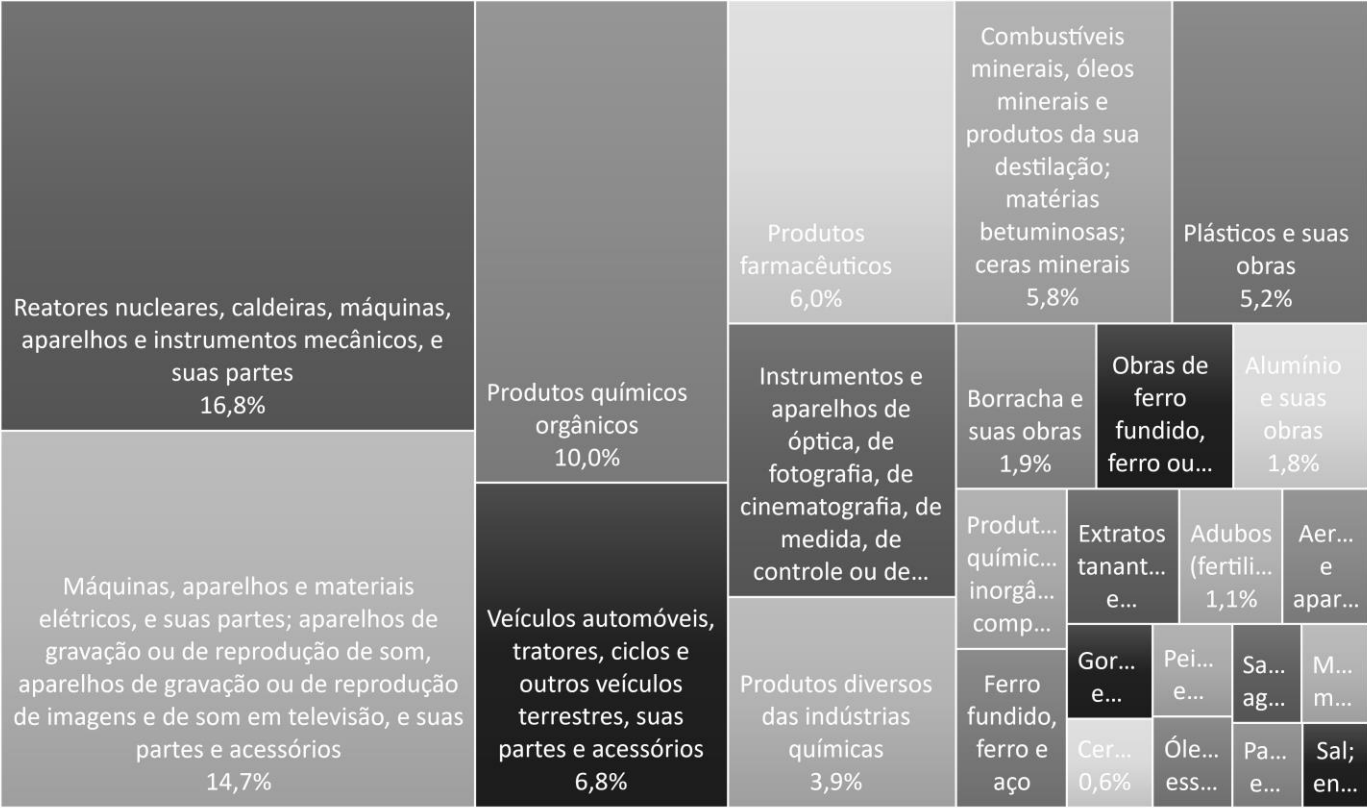 Reatores nucleares, caldeiras, máquinas,
aparelhos e instrumentos mecânicos, e
suas partes
16,8%
Máquinas, aparelhos e materiais
elétricos, e suas partes; aparelhos de
gravação ou de reprodução de som,
aparelhos de gravação ou de reprodução
de imagens e de som em televisão, e suas
partes e acessórios
14,7%
Produtos químicos
orgânicos
10,0%
Veículos automóveis,
tratores, ciclos e
outros veículos
terrestres, suas
partes e acessórios
6,8%
Produtos
farmacêuticos
6,0%
Combustíveis
minerais, óleos
minerais e
produtos da sua
destilação;
matérias
betuminosas;
ceras minerais
5,8%
Plásticos e suas
obras
5,2%
Instrumentos e
aparelhos de
óptica, de
fotografia, de
cinematografia, de
medida, de
controle ou de...
Produtos diversos
das indústrias
químicas
3,9%
Borracha e
suas obras
1,9%
Obras de
ferro
fundido,
ferro ou...
Alumínio
e suas
obras
1,8%
Produt...
químic...
inorgâ...
comp...
Ferro
fundido,
ferro e
aço
Extratos
tanant...
e...
Adubos
(fertili...
1,1%
Aer...
e
apar...
Gor...
e...
Pei...
e...
Sa...
ag...
M...
m...
Cer...
0,6%
Óle...
ess...
Pa...
e...
Sal;
en...